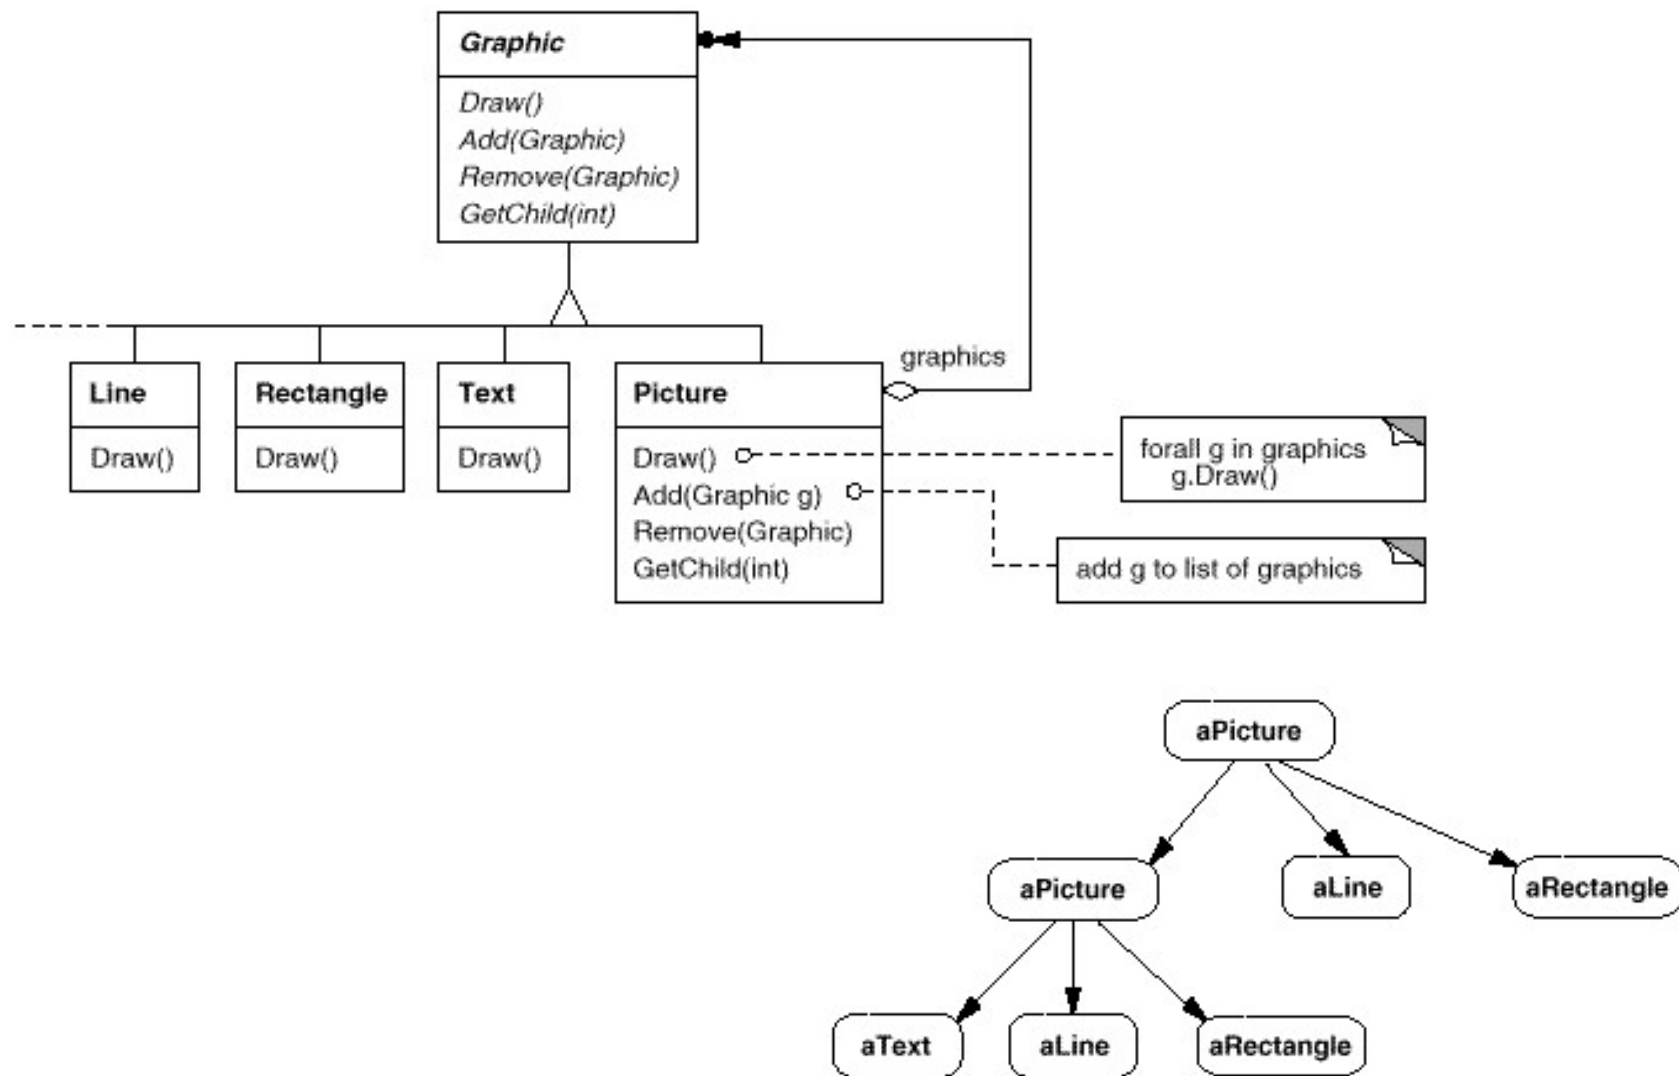 Graphic
Draw()
Add(Graphic)
Remove(Graphic)
GetChild(int)
graphics
Line
Draw()
Rectangle
Draw()
Text
Draw()
Picture
Draw()
Add(Graphic g)
Remove(Graphic)
GetChild(int)
forall g in graphics
g.Draw()
add g to list of graphics
aPicture
aPicture
aLine
aRectangle
aText
aLine
aRectangle